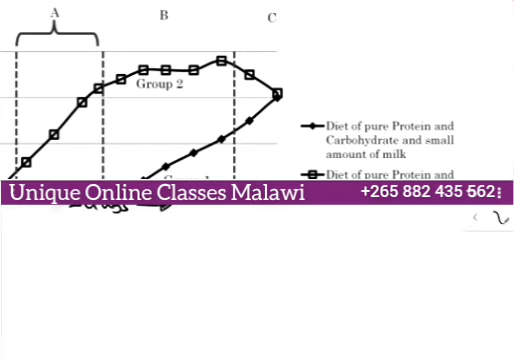 A
B
C
Group 2
Diet of pure Protein and
Carbohydrate and small
amount of milk
Diet of pure Protein and
Unique Online Classes Malawi
+265 882 435 562